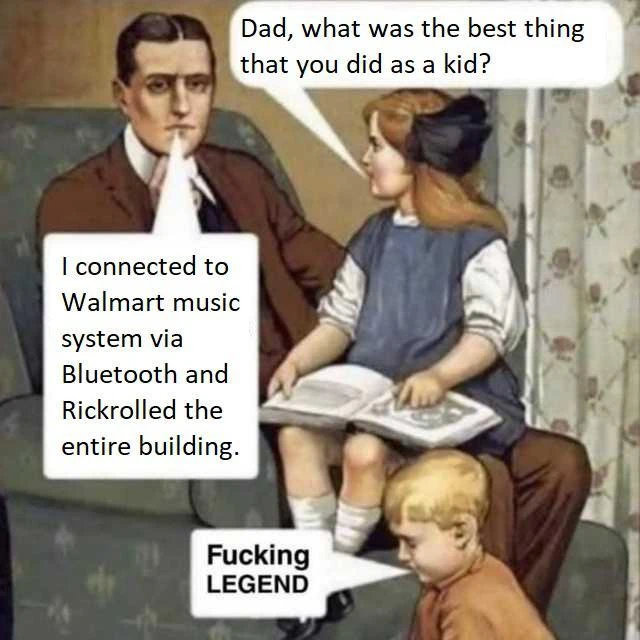 Dad, what was the best thing
that you did as a kid?
I connected to
Walmart music
system via
Bluetooth and
Rickrolled the
entire building.
Fucking
LEGEND